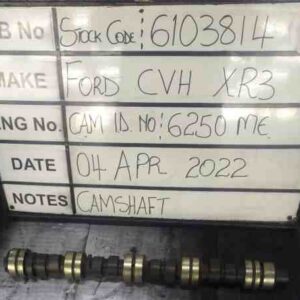 B No STOCK CODE: 6103814
MAKE FORD CVH XR3
NG No. CAM ID. NO: 6250 ME
DATE 04 APR 2022
NOTES CAMSHAFT